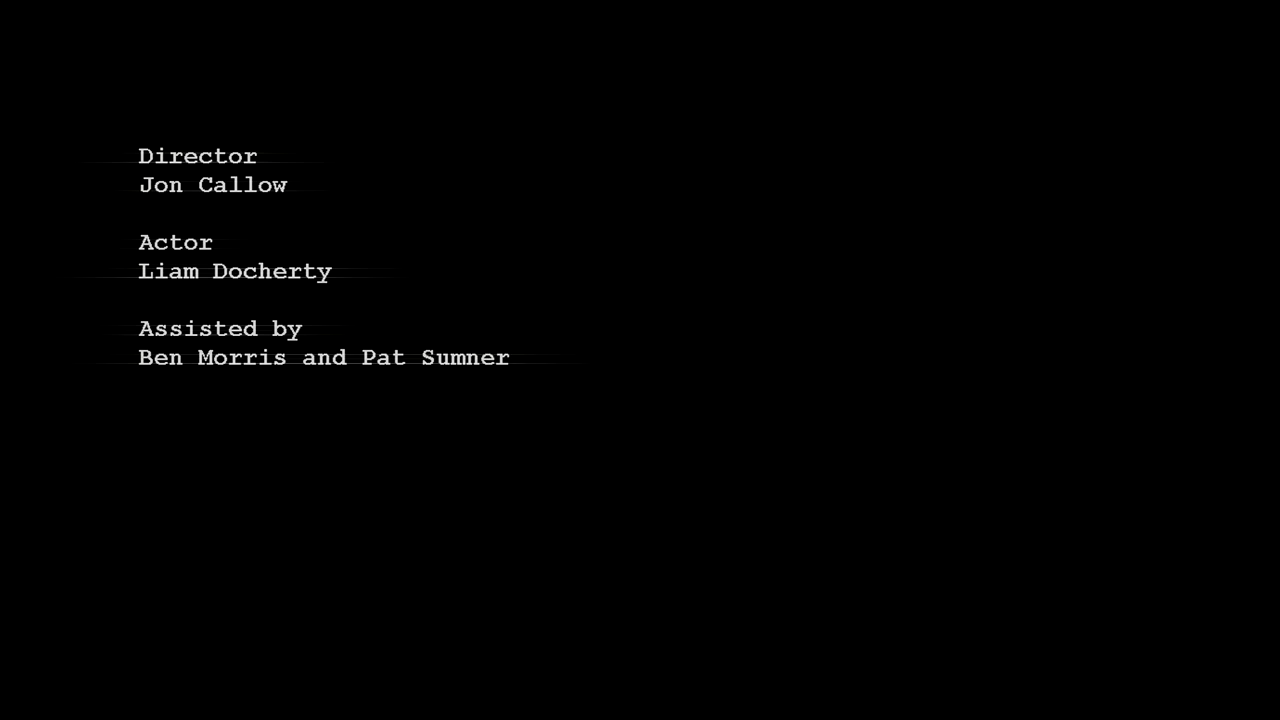 Director
Jon Callow
Actor
Liam Docherty
Assisted by
Ben Morris and Pat Sumner